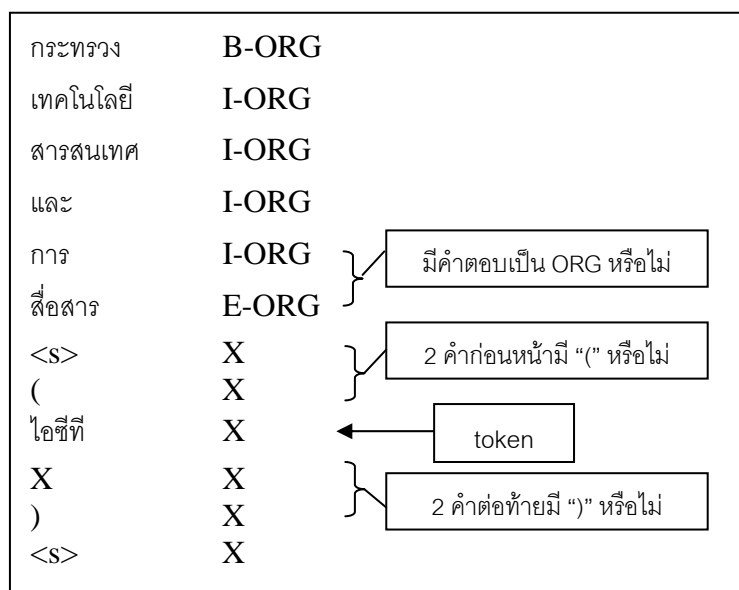 กระทรวง B-ORG
เทคโนโลยี I-ORG
สารสนเทศ I-ORG
และ I-ORG
การ I-ORG
มีคำตอบเป็น ORG หรือไม่
สื่อสาร E-ORG
<s> X
2 คำก่อนหน้ามี “(” หรือไม่
( X
ไอซีที X
token
X X
) X
2 คำต่อท้ายมี “)” หรือไม่
<s> X